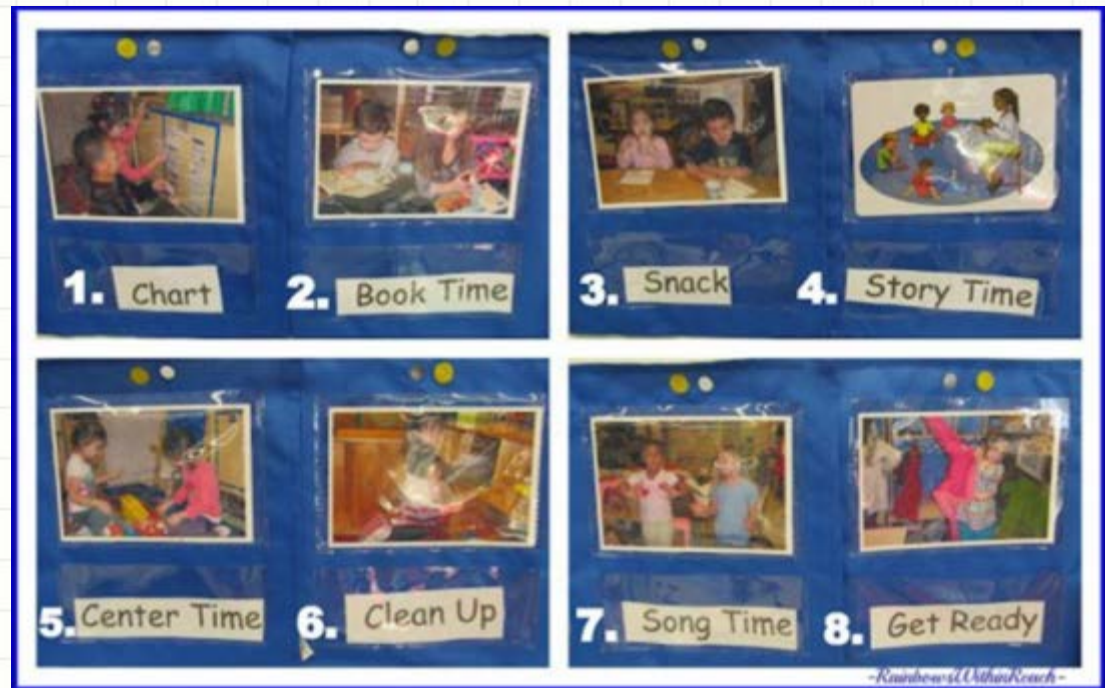 1. Chart
2. Book Time
3. Snack
4. Story Time
5. Center Time
6. Clean Up
7. Song Time
8. Get Ready
-RainbowsWithinReach-